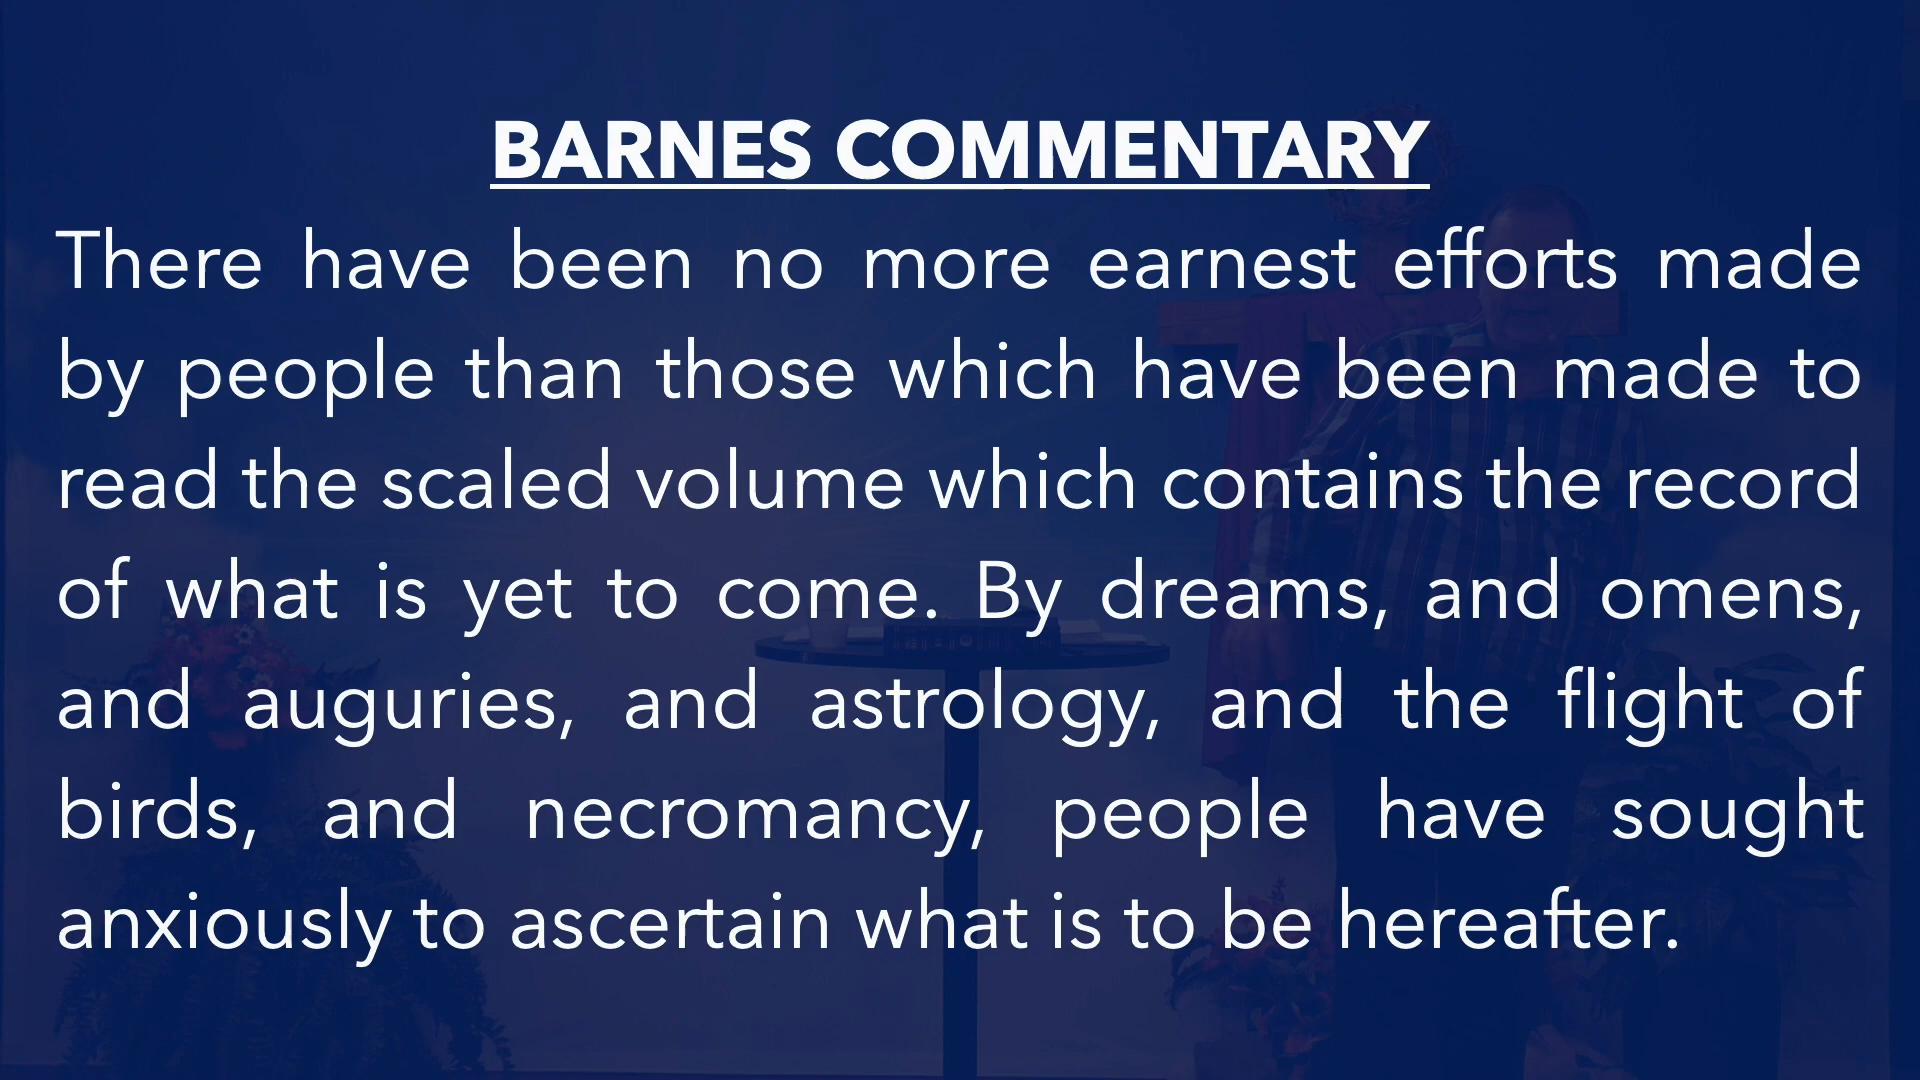 BARNES COMMENTARY
There have been no more earnest efforts made
by people than those which have been made to
read the scaled volume which contains the record
of what is yet to come. By dreams, and omens,
and auguries, and astrology, and the flight of
birds, and necromancy, people have sought
anxiously to ascertain what is to be hereafter.